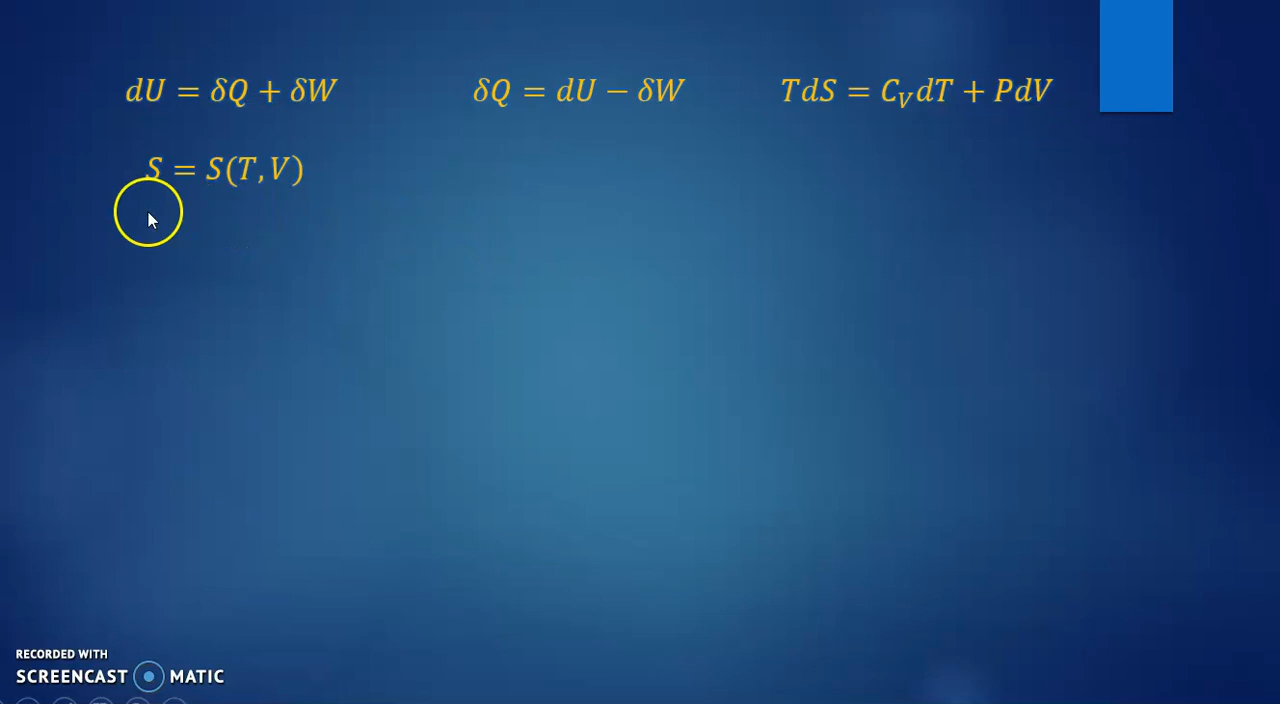 dU = δQ + δW δQ = dU − δW TdS = C_V dT + PdV
S = S(T, V)
RECORDED WITH
SCREENCAST MATIC